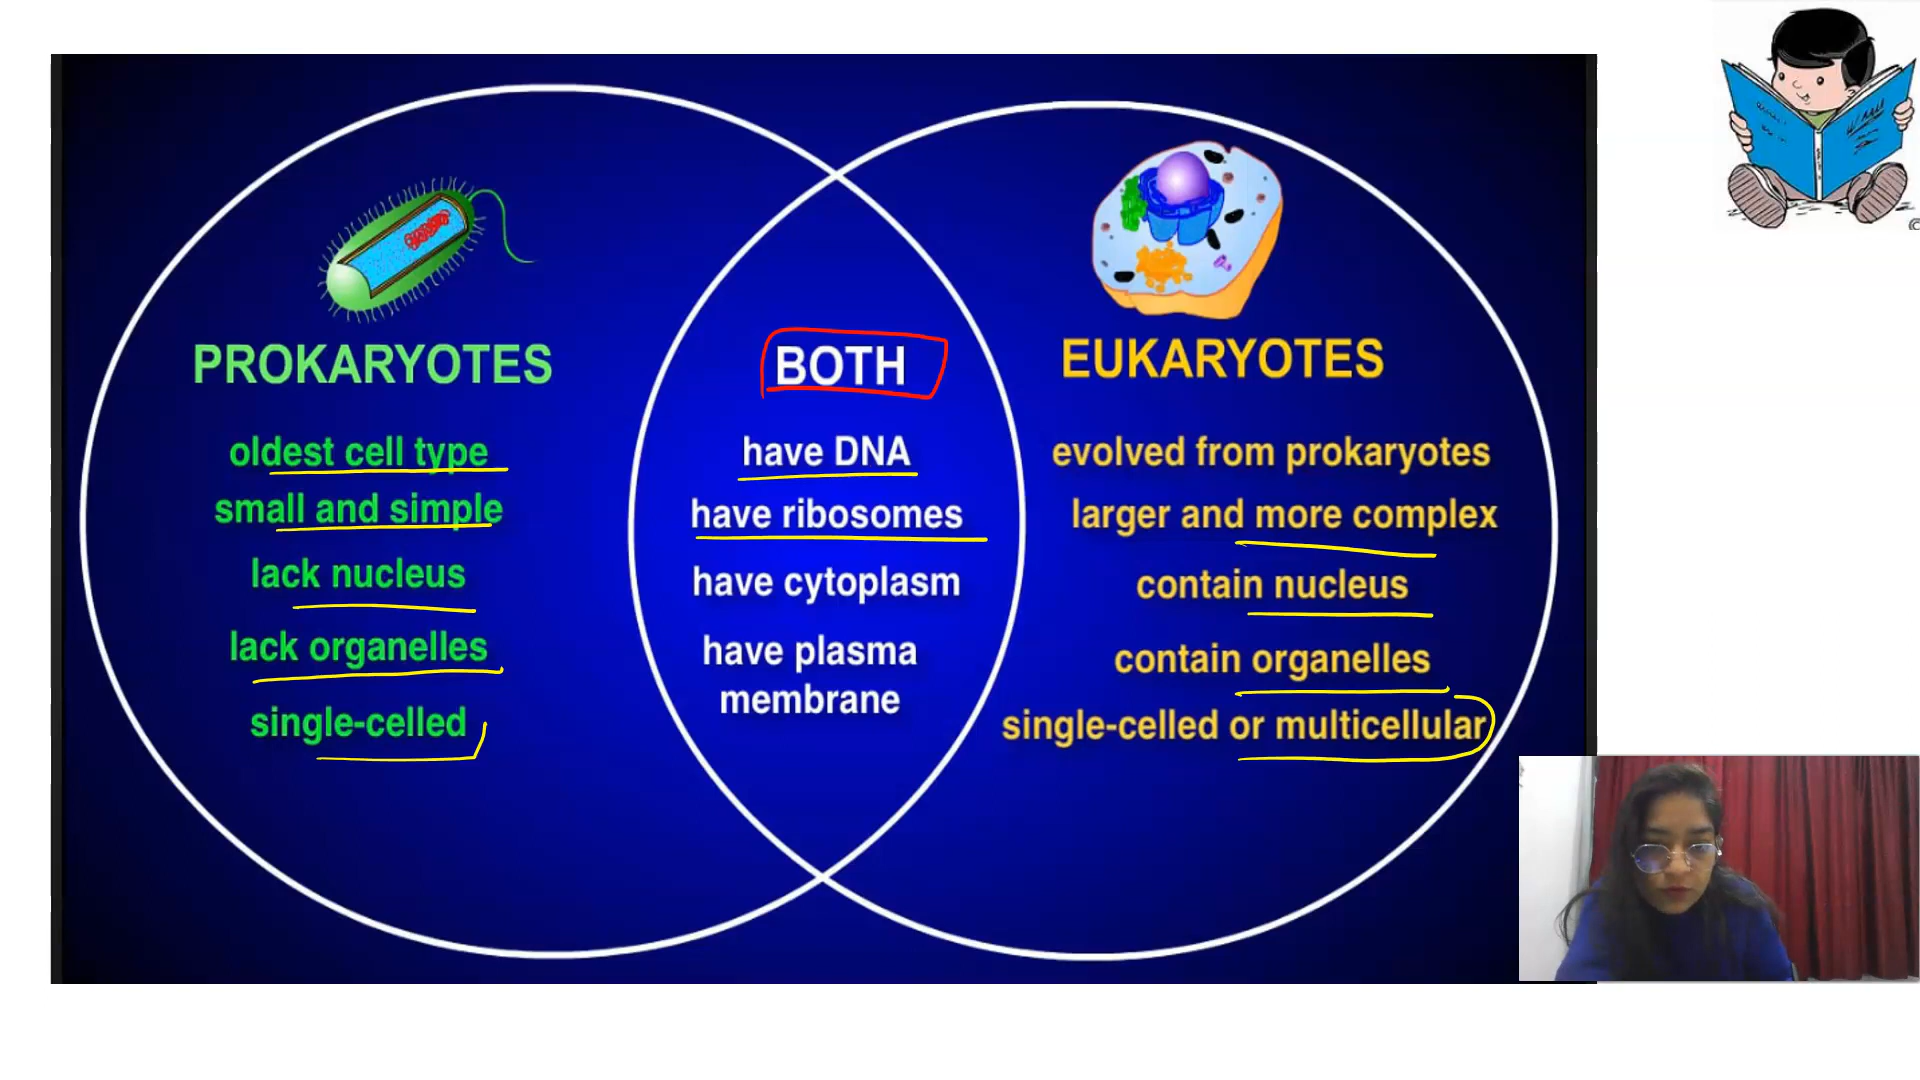 PROKARYOTES
oldest cell type
small and simple
lack nucleus
lack organelles
single-celled
BOTH
have DNA
have ribosomes
have cytoplasm
have plasma
membrane
EUKARYOTES
evolved from prokaryotes
larger and more complex
contain nucleus
contain organelles
single-celled or multicellular
©